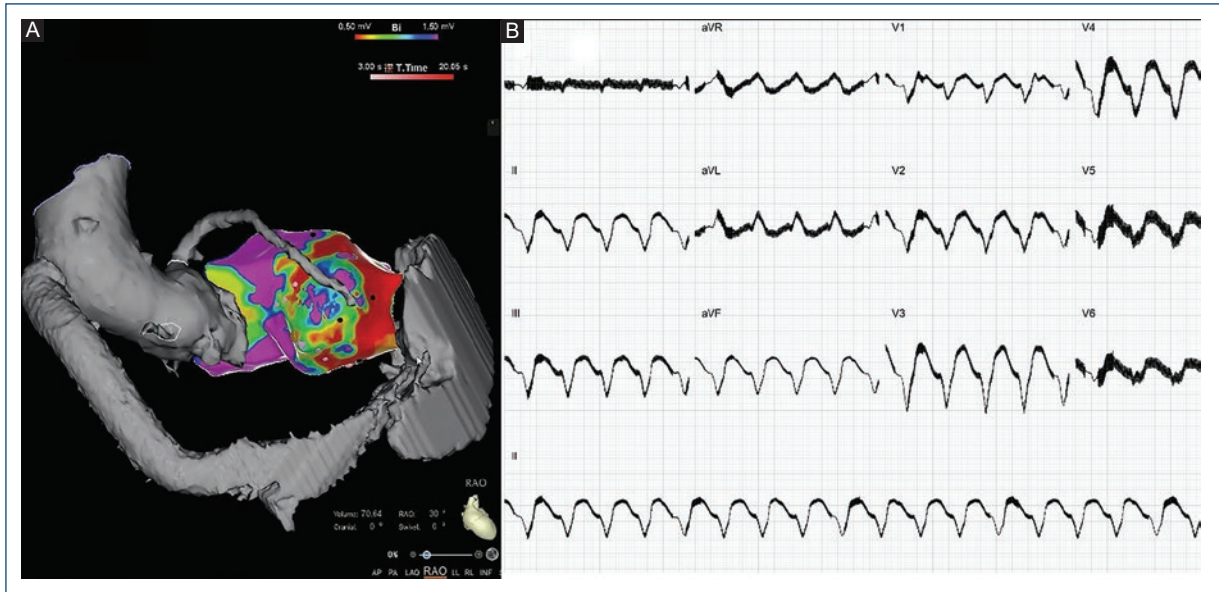 A
0.50 mV Bi 1.50 mV
3.00 s T.Time 20.05 s
RAO
Volume: 70.64 RAO: 30 °
Cranial: 0 ° Swivel: 0 °
0%
AP PA LAO RAO LL RL INF
B
aVR V1 V4
II aVL V2 V5
III aVF V3 V6
II